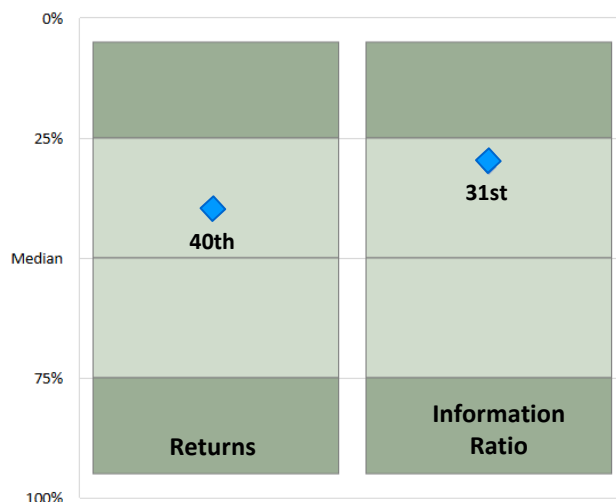 0%
25%
31st
40th
Median
75%
Information
Ratio
Returns
100%